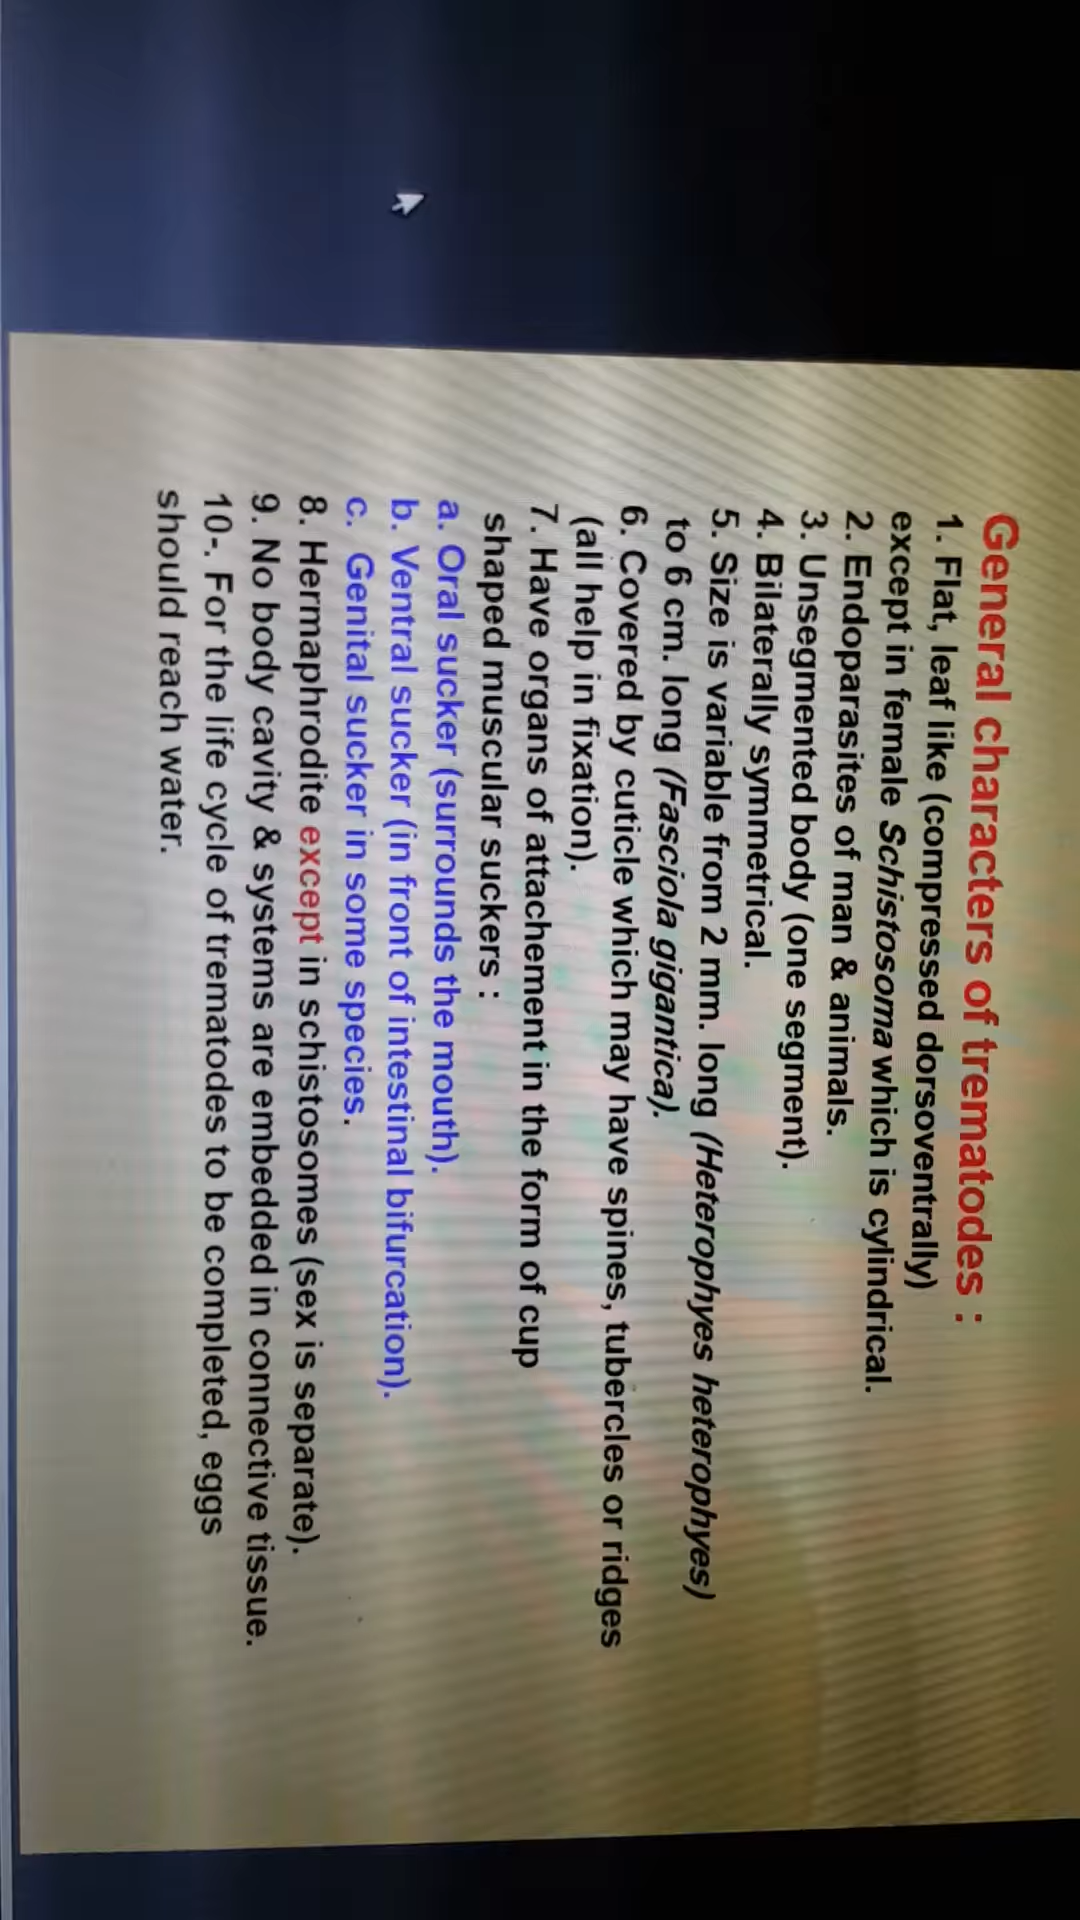 General characters of trematodes :
1. Flat, leaf like (compressed dorsoventrally)
except in female Schistosoma which is cylindrical.
2. Endoparasites of man & animals.
3. Unsegmented body (one segment).
4. Bilaterally symmetrical.
5. Size is variable from 2 mm. long (Heterophyes heterophyes)
to 6 cm. long (Fasciola gigantica).
6. Covered by cuticle which may have spines, tubercles or ridges
(all help in fixation).
7. Have organs of attachement in the form of cup
shaped muscular suckers :
a. Oral sucker (surrounds the mouth).
b. Ventral sucker (in front of intestinal bifurcation).
c. Genital sucker in some species.
8. Hermaphrodite except in schistosomes (sex is separate).
9. No body cavity & systems are embedded in connective tissue.
10-. For the life cycle of trematodes to be completed, eggs
should reach water.